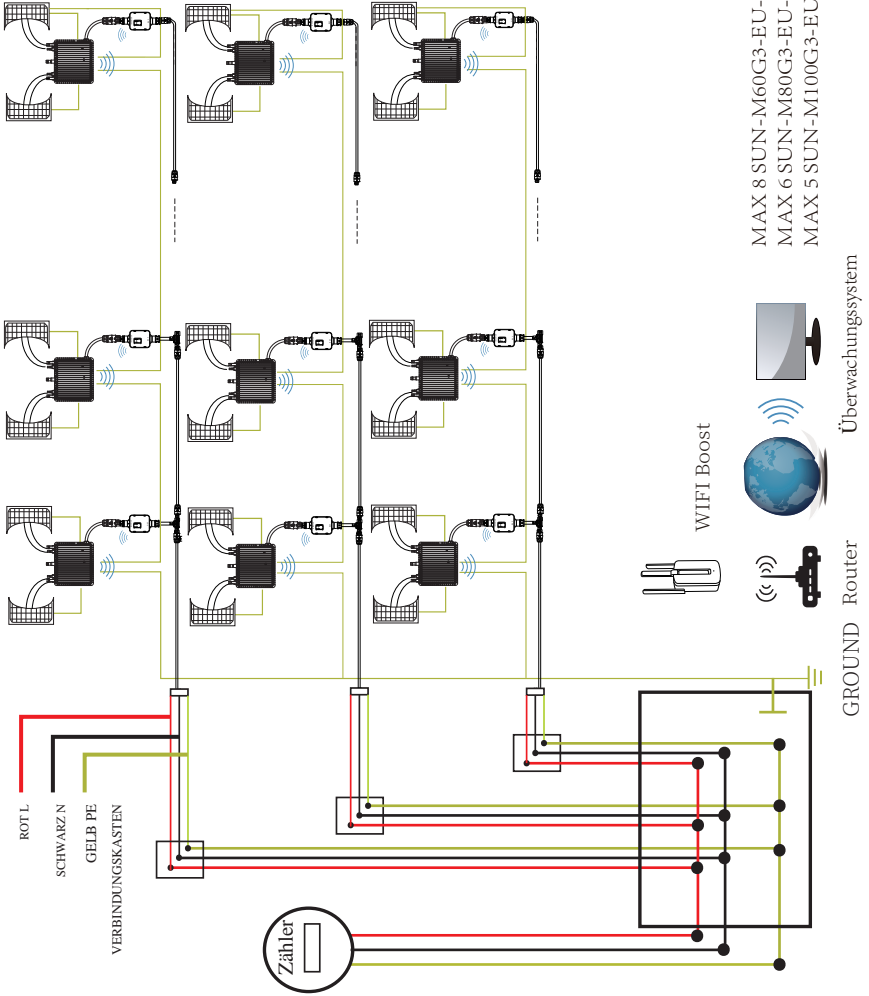 ROT L
SCHWARZ N
GELB PE
VERBINDUNGSKASTEN
Zähler
GROUND
Router
WIFI Boost
Überwachungssystem
MAX 8 SUN-M60G3-EU-
MAX 6 SUN-M80G3-EU-
MAX 5 SUN-M100G3-EU